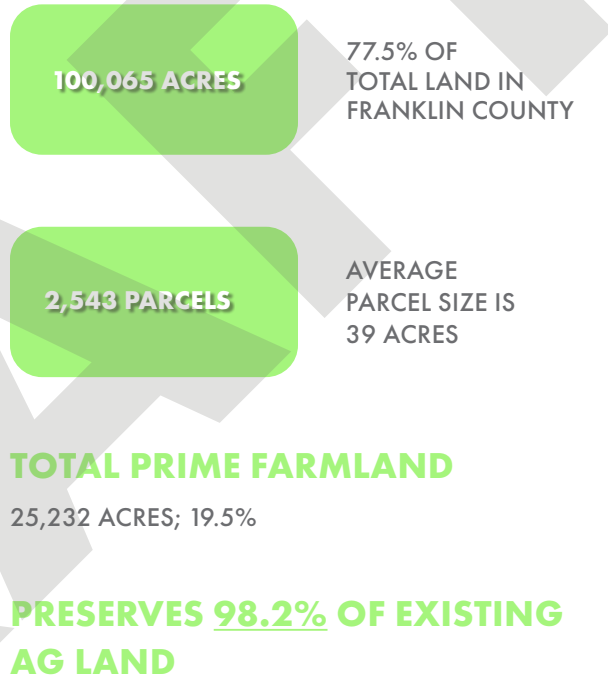 100,065 ACRES
77.5% OF
TOTAL LAND IN
FRANKLIN COUNTY
2,543 PARCELS
AVERAGE
PARCEL SIZE IS
39 ACRES
TOTAL PRIME FARMLAND
25,232 ACRES; 19.5%
PRESERVES 98.2% OF EXISTING
AG LAND